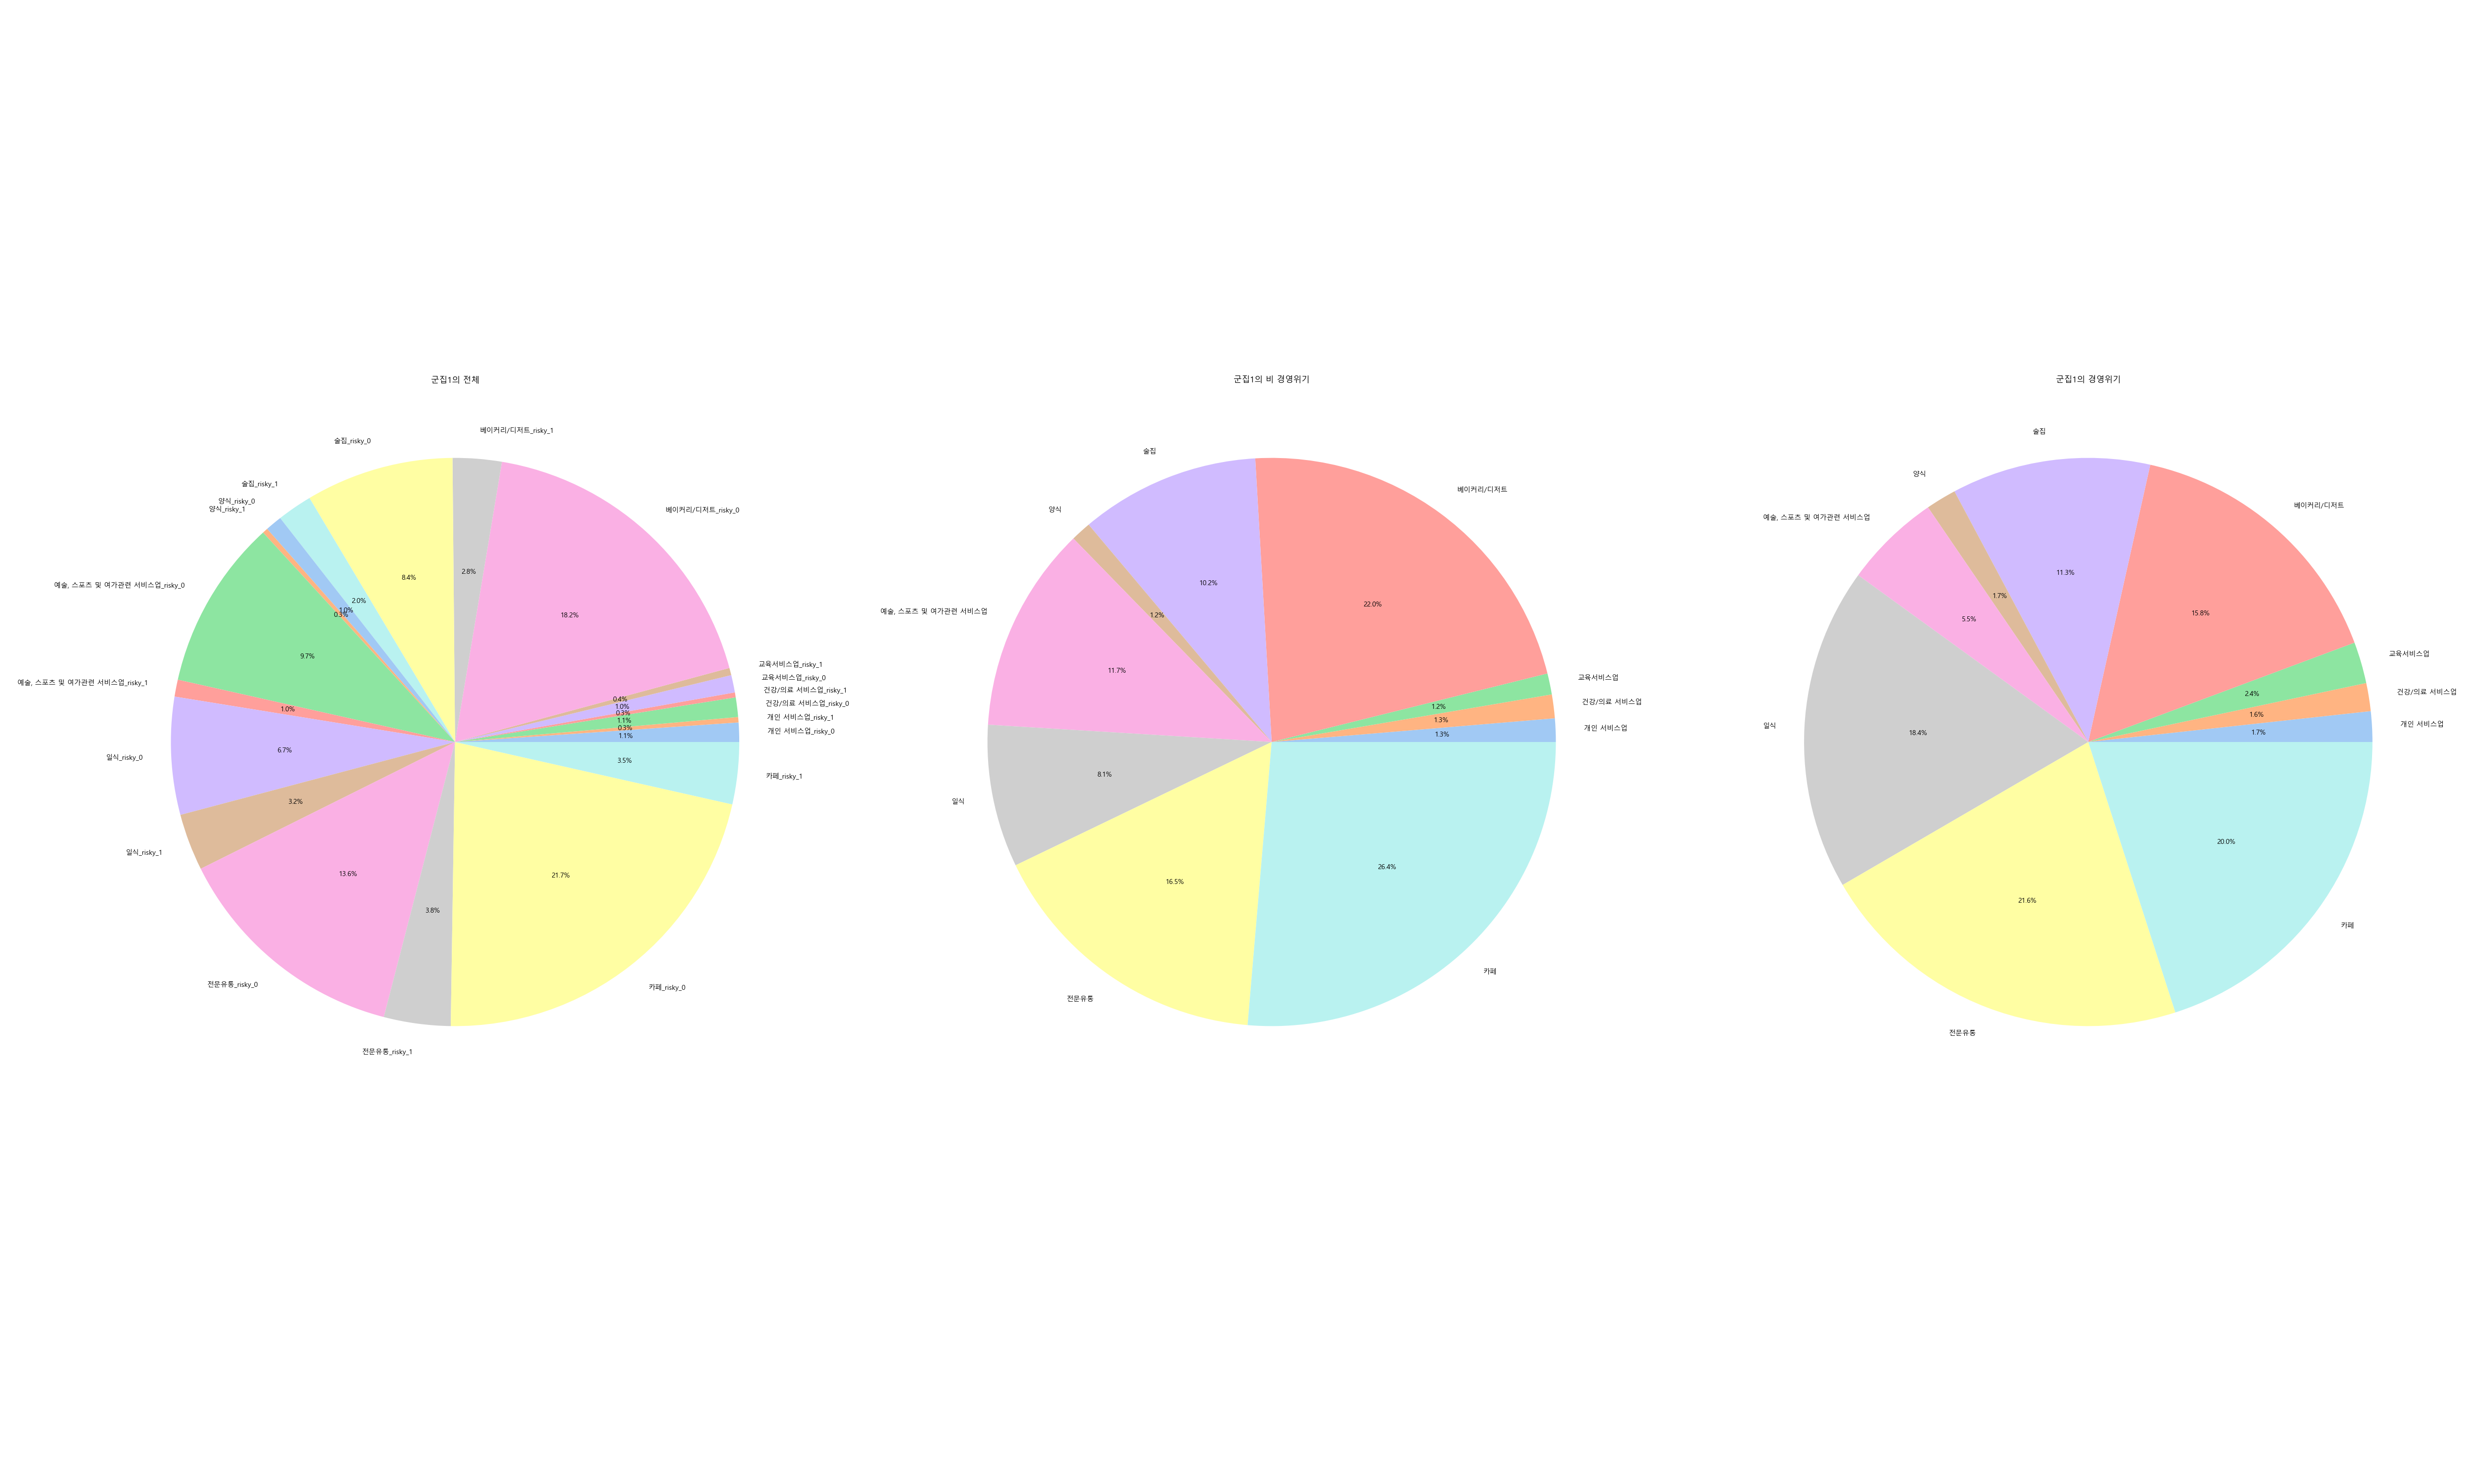 군집1의 전체
베이커리/디저트_risky_1
술집_risky_0
술집_risky_1
양식_risky_0
양식_risky_1
베이커리/디저트_risky_0
8.4%
2.8%
18.2%
2.0%
1.0%
0.3%
예술, 스포츠 및 여가관련 서비스업_risky_0
9.7%
교육서비스업_risky_1
교육서비스업_risky_0
예술, 스포츠 및 여가관련 서비스업_risky_1
건강/의료 서비스업_risky_1
건강/의료 서비스업_risky_0
개인 서비스업_risky_1
개인 서비스업_risky_0
0.4%
1.0%
0.3%
1.1%
0.3%
1.1%
1.0%
6.7%
일식_risky_0
3.5%
카페_risky_1
3.2%
일식_risky_1
13.6%
21.7%
3.8%
전문유통_risky_0
카페_risky_0
전문유통_risky_1
군집1의 비 경영위기
술집
베이커리/디저트
양식
10.2%
22.0%
1.2%
예술, 스포츠 및 여가관련 서비스업
11.7%
교육서비스업
건강/의료 서비스업
개인 서비스업
1.2%
1.3%
1.3%
8.1%
일식
26.4%
16.5%
카페
전문유통
군집1의 경영위기
술집
양식
베이커리/디저트
예술, 스포츠 및 여가관련 서비스업
11.3%
1.7%
15.8%
5.5%
교육서비스업
건강/의료 서비스업
개인 서비스업
2.4%
1.6%
1.7%
일식
18.4%
20.0%
21.6%
카페
전문유통